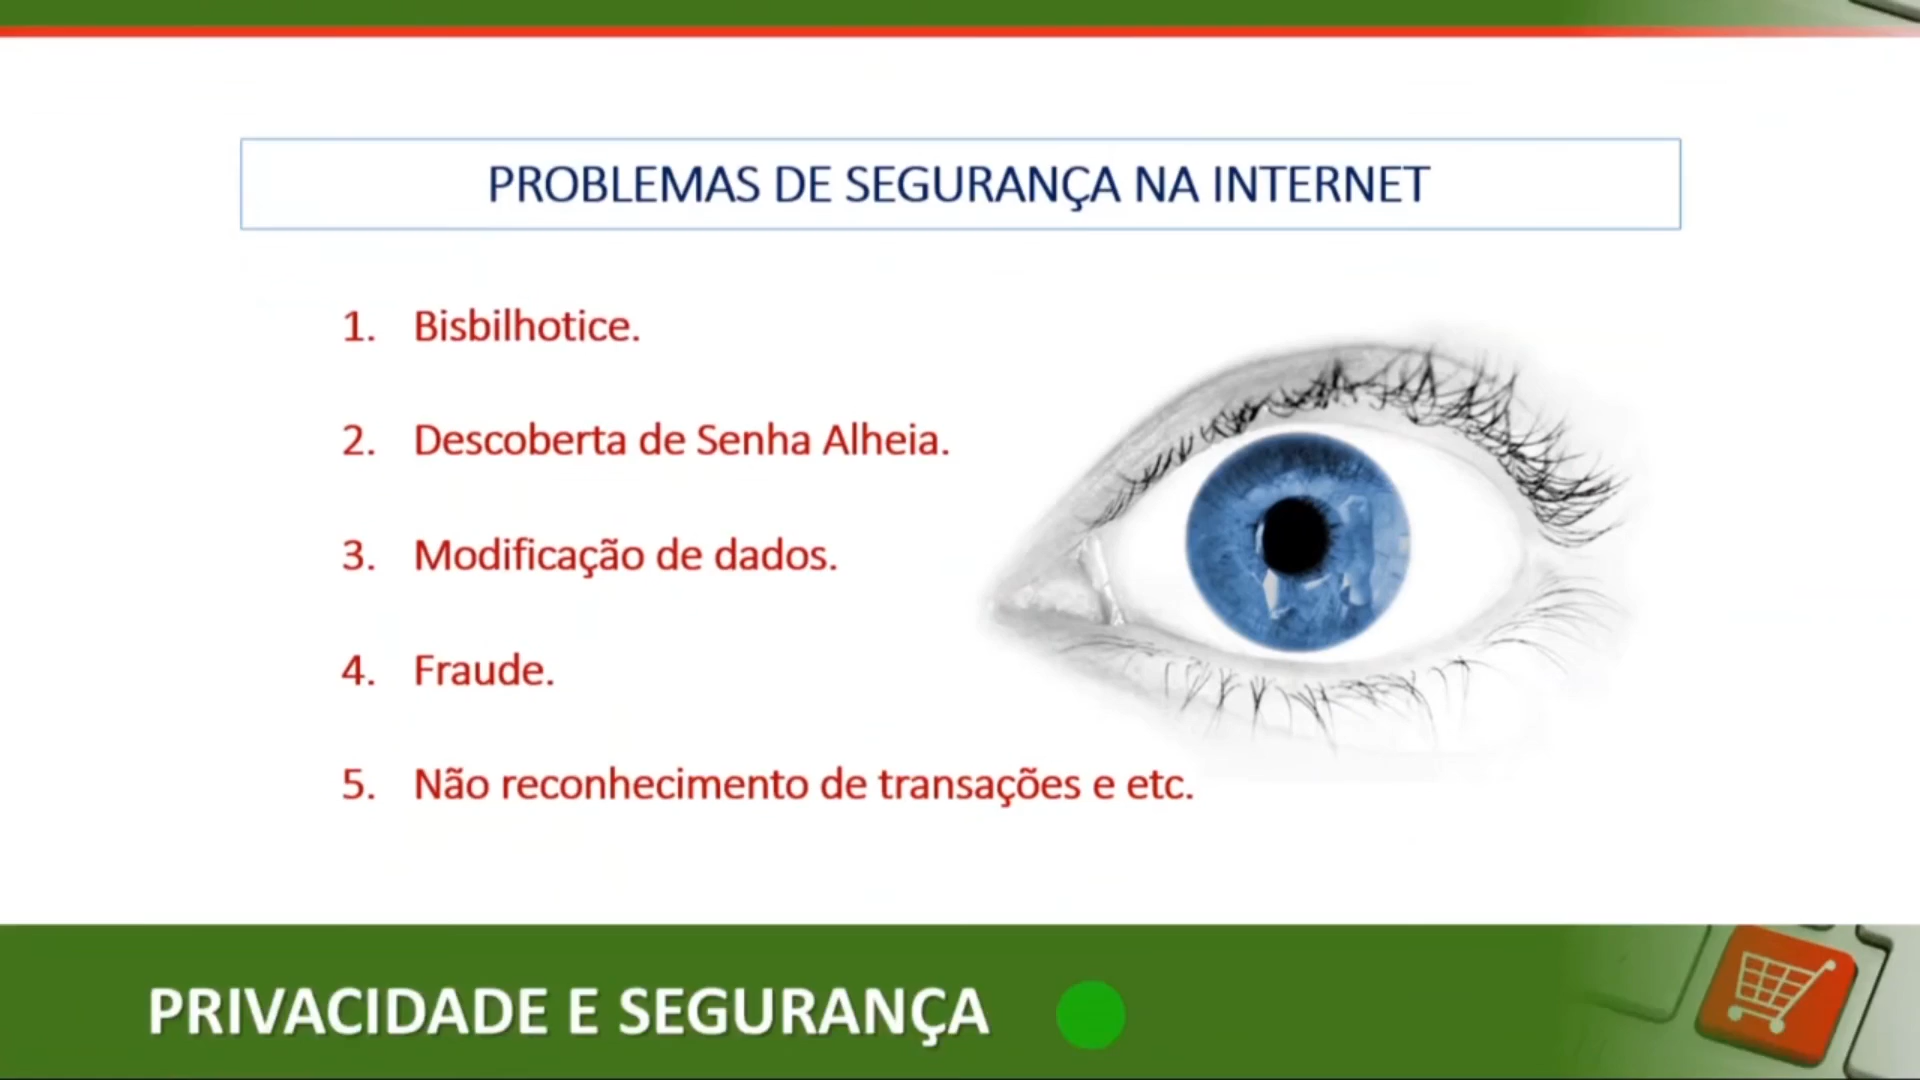 PROBLEMAS DE SEGURANÇA NA INTERNET
1. Bisbilhotice.
2. Descoberta de Senha Alheia.
3. Modificação de dados.
4. Fraude.
5. Não reconhecimento de transações e etc.
PRIVACIDADE E SEGURANÇA